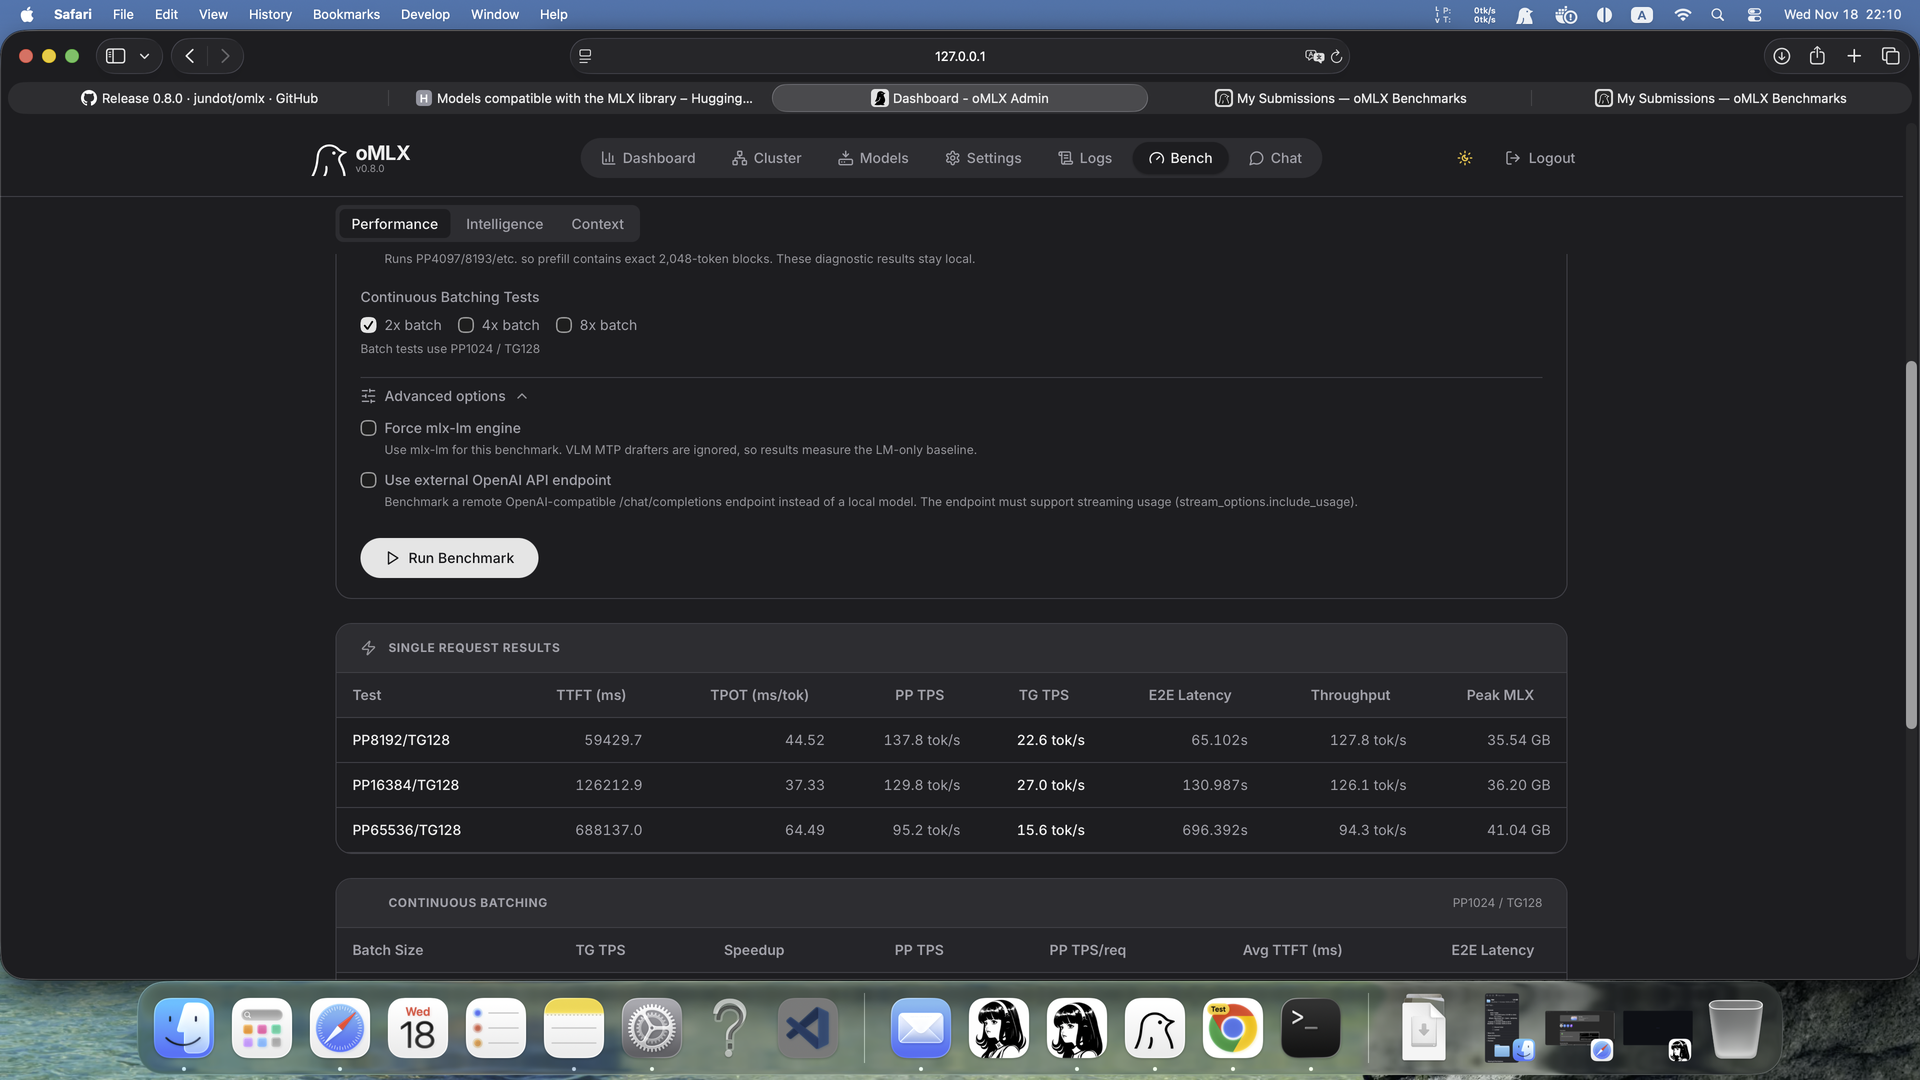 Safari File Edit View History Bookmarks Develop Window Help
L P: I V T: 0tk/s 0tk/s A Wed Nov 18 22:10
127.0.0.1
Release 0.8.0 · jundot/omlx · GitHub H Models compatible with the MLX library – Hugging... Dashboard - oMLX Admin My Submissions — oMLX Benchmarks My Submissions — oMLX Benchmarks
oMLX
v0.8.0
Dashboard Cluster Models Settings Logs Bench Chat Logout
Performance Intelligence Context
Runs PP4097/8193/etc. so prefill contains exact 2,048-token blocks. These diagnostic results stay local.
Continuous Batching Tests
2x batch 4x batch 8x batch
Batch tests use PP1024 / TG128
Advanced options
Force mlx-lm engine
Use mlx-lm for this benchmark. VLM MTP drafters are ignored, so results measure the LM-only baseline.
Use external OpenAI API endpoint
Benchmark a remote OpenAI-compatible /chat/completions endpoint instead of a local model. The endpoint must support streaming usage (stream_options.include_usage).
Run Benchmark
SINGLE REQUEST RESULTS
Test TTFT (ms) TPOT (ms/tok) PP TPS TG TPS E2E Latency Throughput Peak MLX
PP8192/TG128 59429.7 44.52 137.8 tok/s 22.6 tok/s 65.102s 127.8 tok/s 35.54 GB
PP16384/TG128 126212.9 37.33 129.8 tok/s 27.0 tok/s 130.987s 126.1 tok/s 36.20 GB
PP65536/TG128 688137.0 64.49 95.2 tok/s 15.6 tok/s 696.392s 94.3 tok/s 41.04 GB
CONTINUOUS BATCHING PP1024 / TG128
Batch Size TG TPS Speedup PP TPS PP TPS/req Avg TTFT (ms) E2E Latency
Wed
18
Test